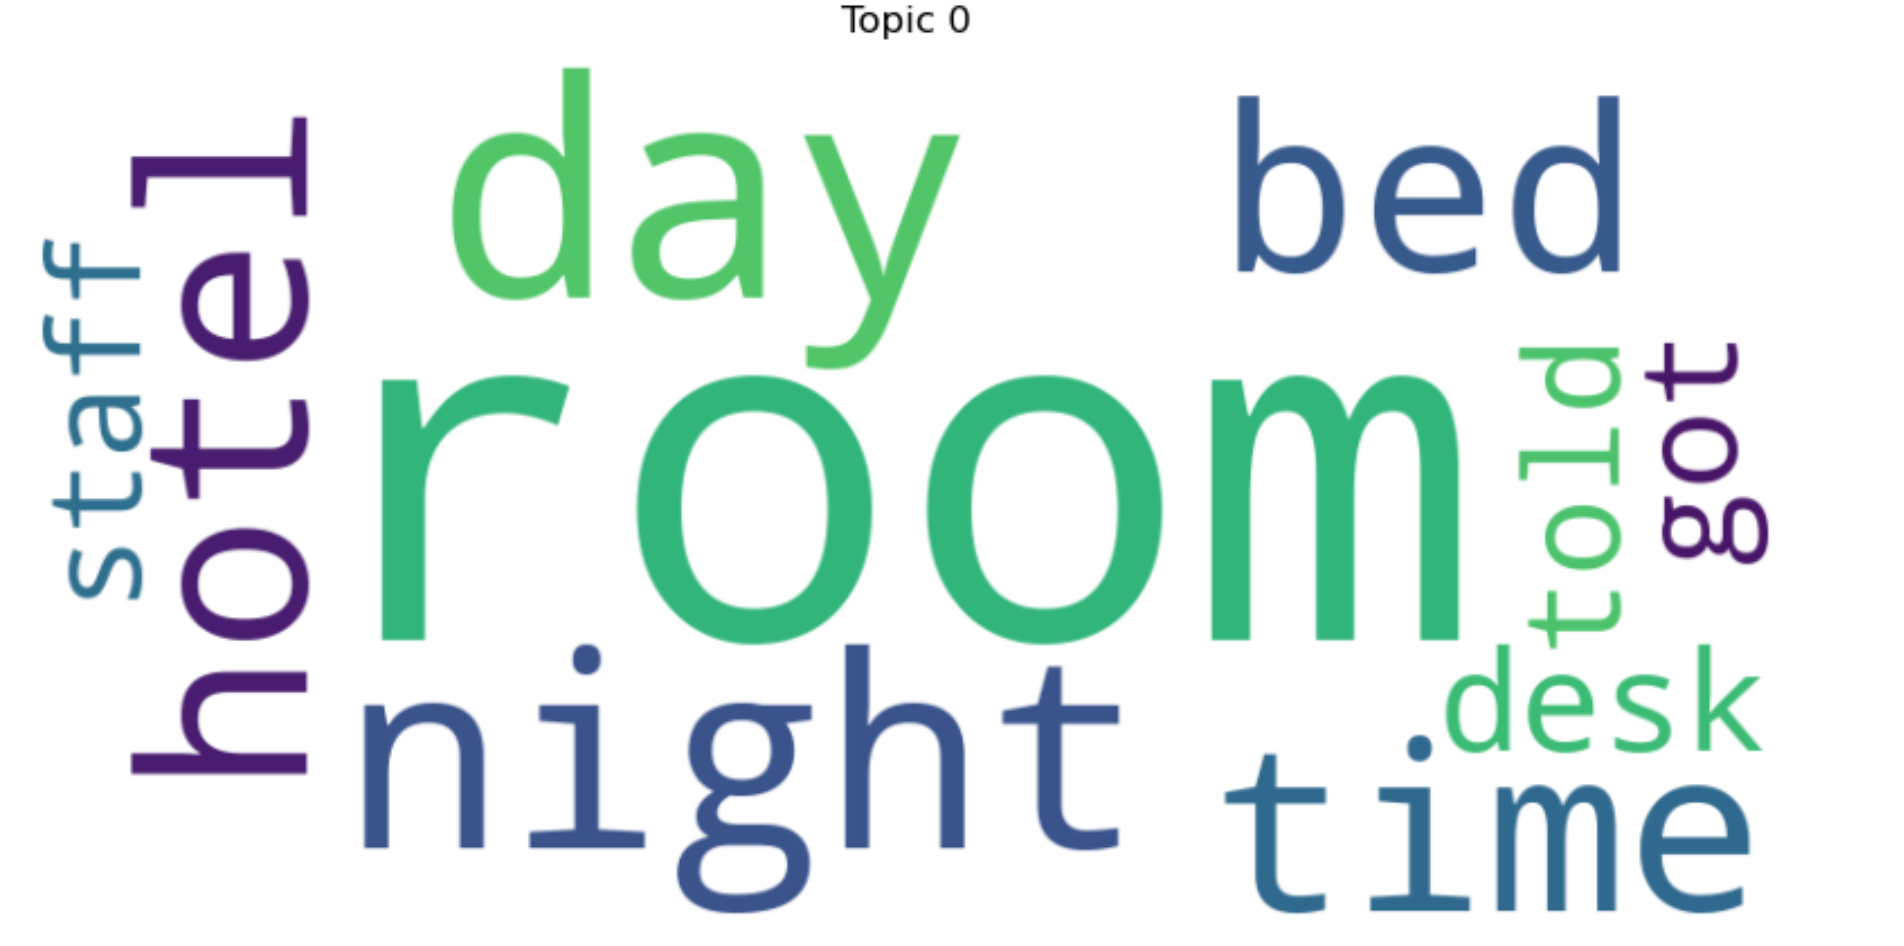 Topic 0
day
bed
staff
hotel
room
told
got
night
desk
time